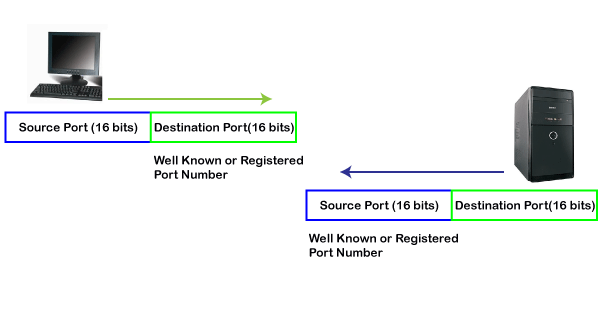 Source Port (16 bits) Destination Port(16 bits)
Well Known or Registered
Port Number
Source Port (16 bits) Destination Port(16 bits)
Well Known or Registered
Port Number